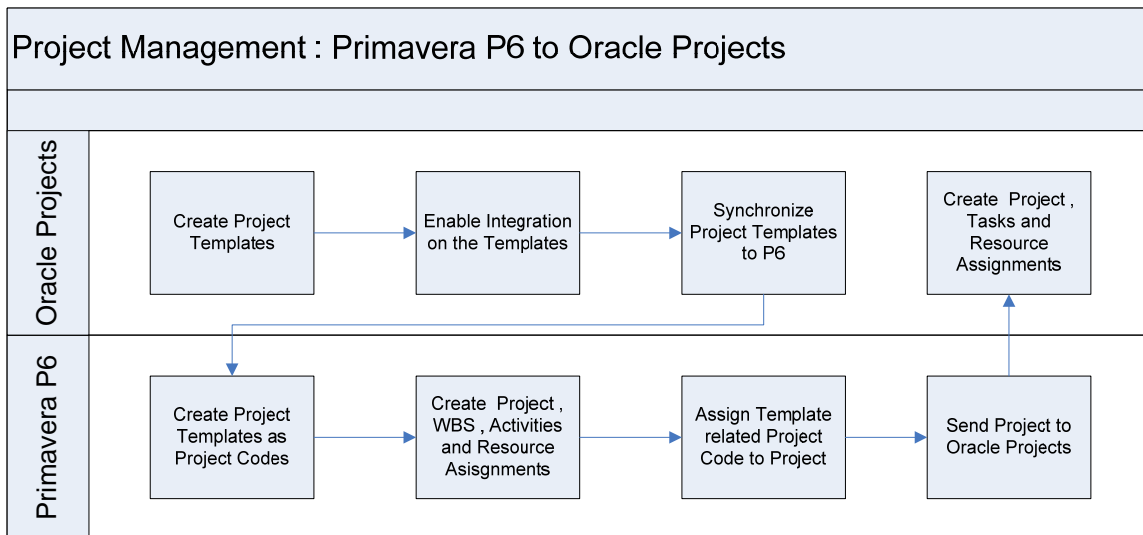 Project Management : Primavera P6 to Oracle Projects
Oracle Projects
Create Project
Templates
Enable Integration
on the Templates
Synchronize
Project Templates
to P6
Create Project ,
Tasks and
Resource
Assignments
Primavera P6
Create Project
Templates as
Project Codes
Create Project ,
WBS , Activities
and Resource
Asisgnments
Assign Template
related Project
Code to Project
Send Project to
Oracle Projects